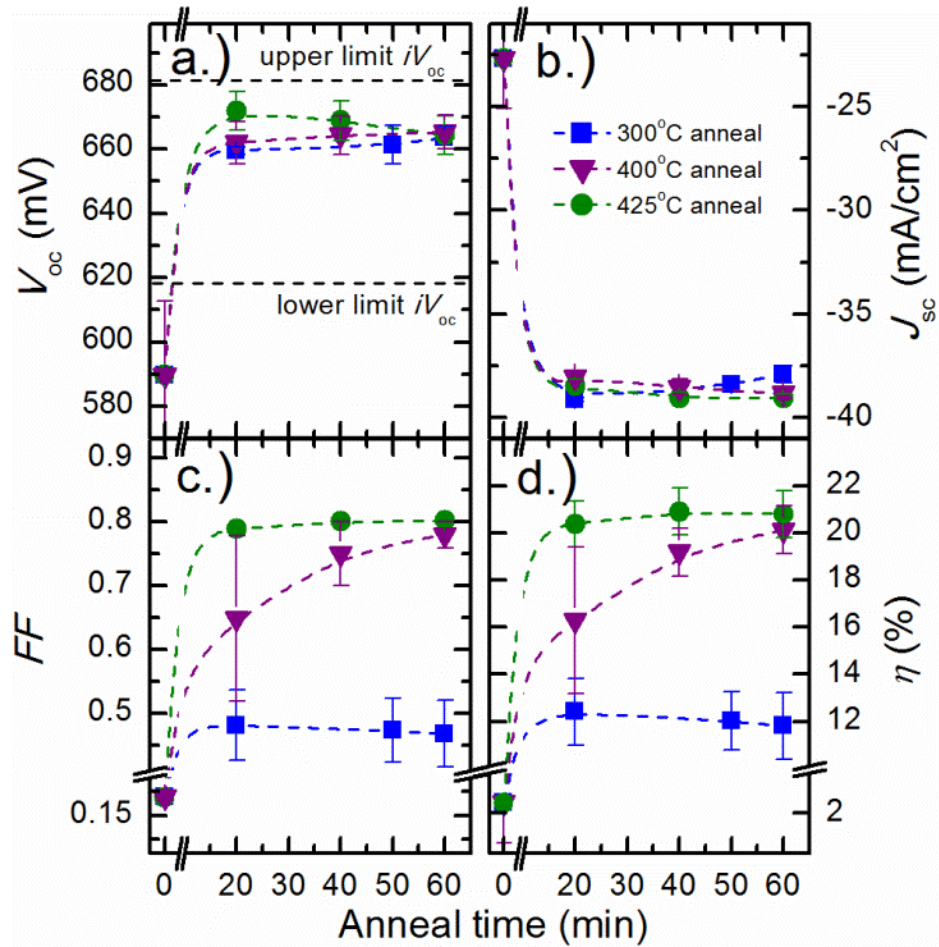 a.)
upper limit iVoc
lower limit iVoc
680
660
640
620
600
580
Voc (mV)
b.)
300°C anneal
400°C anneal
425°C anneal
-25
-30
-35
-40
Jsc (mA/cm²)
c.)
0.9
0.8
0.7
0.6
0.5
0.15
FF
d.)
22
20
18
16
14
12
2
η (%)
0 20 30 40 50 60
0 20 30 40 50 60
Anneal time (min)